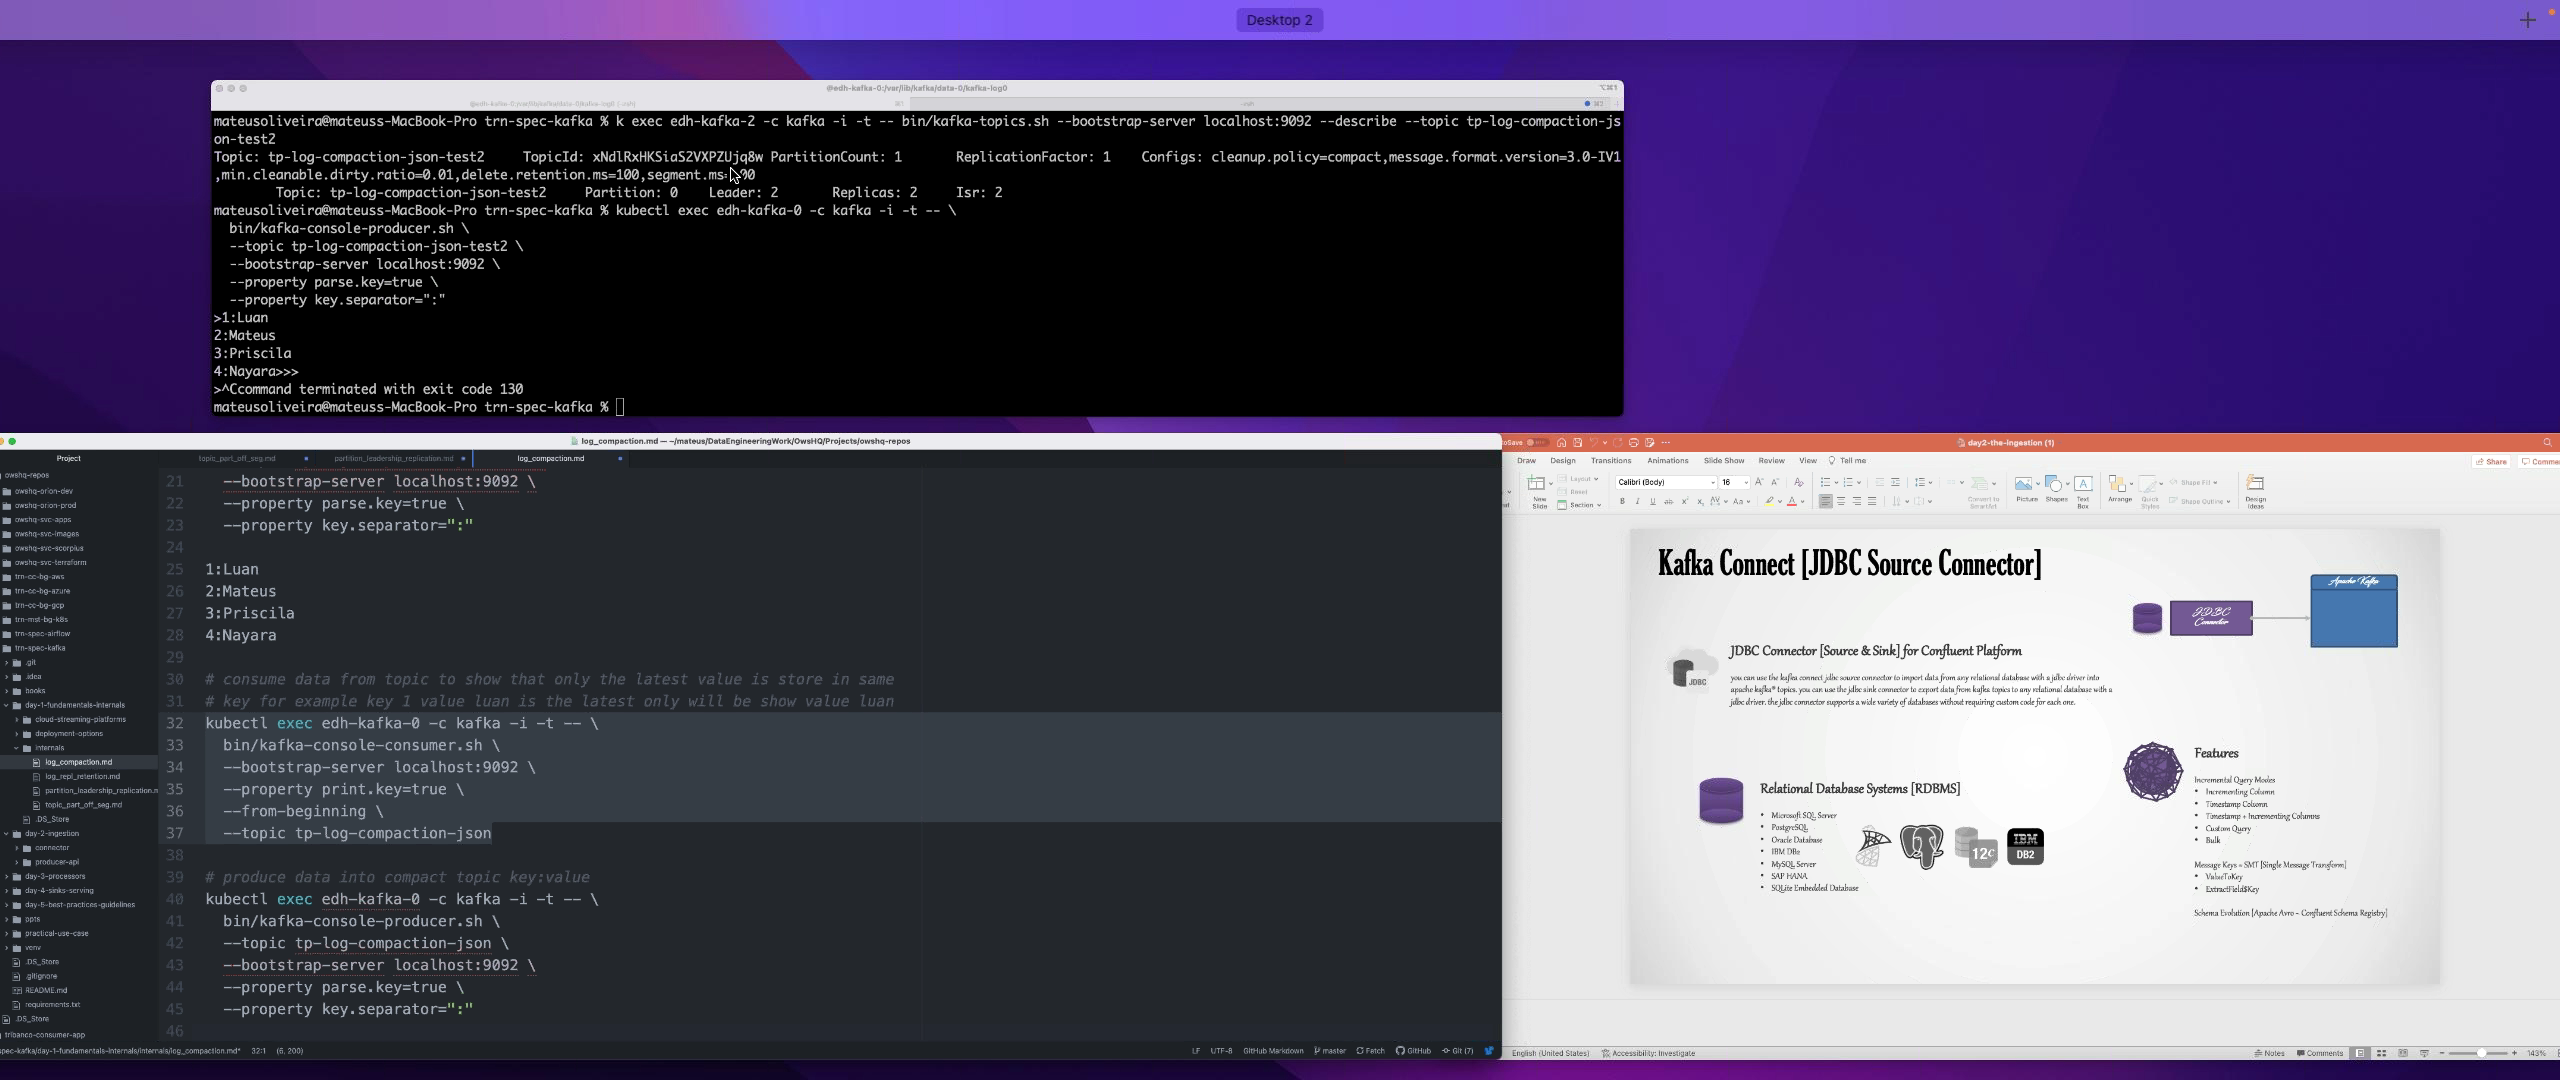 Desktop 2
@edh-kafka-0:/var/lib/kafka/data-0/kafka-log0
@edh-kafka-0:/var/lib/kafka/data-0/kafka-log0 (-zsh)
-zsh
mateusoliveira@mateuss-MacBook-Pro trn-spec-kafka % k exec edh-kafka-2 -c kafka -i -t -- bin/kafka-topics.sh --bootstrap-server localhost:9092 --describe --topic tp-log-compaction-js
on-test2
Topic: tp-log-compaction-json-test2 TopicId: xNdlRxHKSiaS2VXPZUjq8w PartitionCount: 1 ReplicationFactor: 1 Configs: cleanup.policy=compact,message.format.version=3.0-IV1
,min.cleanable.dirty.ratio=0.01,delete.retention.ms=100,segment.ms=
Topic: tp-log-compaction-json-test2 Partition: 0 Leader: 2 Replicas: 2 Isr: 2
mateusoliveira@mateuss-MacBook-Pro trn-spec-kafka % kubectl exec edh-kafka-0 -c kafka -i -t -- \
bin/kafka-console-producer.sh \
--topic tp-log-compaction-json-test2 \
--bootstrap-server localhost:9092 \
--property parse.key=true \
--property key.separator=":"
>1:Luan
2:Mateus
3:Priscila
4:Nayara>>>
>^Ccommand terminated with exit code 130
mateusoliveira@mateuss-MacBook-Pro trn-spec-kafka %
log_compaction.md — ~/mateus/DataEngineeringWork/OwsHQ/Projects/owshq-repos
Project
topic_part_off_seg.md
partition_leadership_replication.md
log_compaction.md
owshq-repos
owshq-orion-dev
owshq-orion-prod
owshq-svc-apps
owshq-svc-images
owshq-svc-scorpius
owshq-svc-terraform
trn-cc-bg-aws
trn-cc-bg-azure
trn-cc-bg-gcp
trn-mst-bg-k8s
trn-spec-airflow
trn-spec-kafka
.git
.idea
books
day-1-fundamentals-internals
cloud-streaming-platforms
deployment-options
internals
log_compaction.md
log_repl_retention.md
partition_leadership_replication.m
topic_part_off_seg.md
.DS_Store
day-2-ingestion
connector
producer-api
day-3-processors
day-4-sinks-serving
day-5-best-practices-guidelines
ppts
practical-use-case
venv
.DS_Store
.gitignore
README.md
requirements.txt
.DS_Store
tribanco-consumer-app
21 --bootstrap-server localhost:9092 \
22 --property parse.key=true \
23 --property key.separator=":"
24
25 1:Luan
26 2:Mateus
27 3:Priscila
28 4:Nayara
29
30 # consume data from topic to show that only the latest value is store in same
31 # key for example key 1 value luan is the latest only will be show value luan
32 kubectl exec edh-kafka-0 -c kafka -i -t -- \
33 bin/kafka-console-consumer.sh \
34 --bootstrap-server localhost:9092 \
35 --property print.key=true \
36 --from-beginning \
37 --topic tp-log-compaction-json
38
39 # produce data into compact topic key:value
40 kubectl exec edh-kafka-0 -c kafka -i -t -- \
41 bin/kafka-console-producer.sh \
42 --topic tp-log-compaction-json \
43 --bootstrap-server localhost:9092 \
44 --property parse.key=true \
45 --property key.separator=":"
46
spec-kafka/day-1-fundamentals-internals/internals/log_compaction.md* 32:1 (6, 200)
LF UTF-8 GitHub Markdown master Fetch GitHub Git (7)
oSave
day2-the-ingestion (1)
Draw Design Transitions Animations Slide Show Review View Tell me
Share Comme
New Slide
Layout
Reset
Section
Calibri (Body) 16
Convert to SmartArt
Picture Shapes Text Box
Arrange Quick Styles
Shape Fill
Shape Outline
Design Ideas
Kafka Connect [JDBC Source Connector]
JDBC Connector
Apache Kafka
JDBC
JDBC Connector [Source & Sink] for Confluent Platform
you can use the kafka connect jdbc source connector to import data from any relational database with a jdbc driver into
apache kafka® topics. you can use the jdbc sink connector to export data from kafka topics to any relational database with a
jdbc driver. the jdbc connector supports a wide variety of databases without requiring custom code for each one.
Relational Database Systems [RDBMS]
• Microsoft SQL Server
• PostgreSQL
• Oracle Database
• IBM DB2
• MySQL Server
• SAP HANA
• SQLite Embedded Database
12c
IBM DB2
Features
Incremental Query Modes
• Incrementing Column
• Timestamp Column
• Timestamp + Incrementing Columns
• Custom Query
• Bulk
Message Keys = SMT [Single Message Transform]
• ValueToKey
• ExtractField$Key
Schema Evolution [Apache Avro ~ Confluent Schema Registry]
English (United States) Accessibility: Investigate
Notes Comments 143%